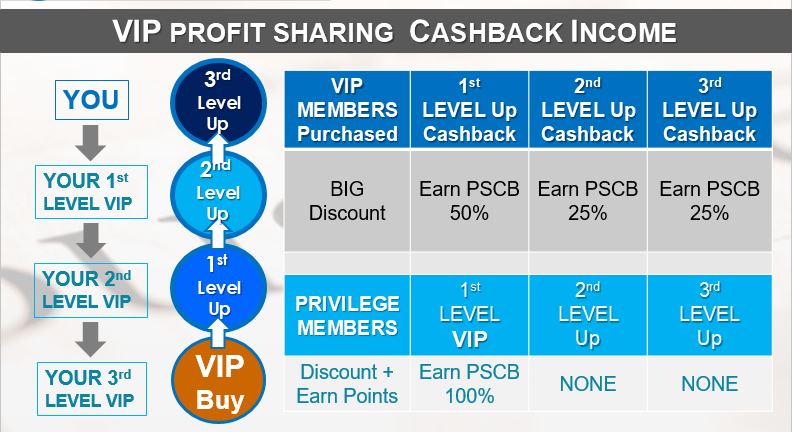 VIP PROFIT SHARING CASHBACK INCOME
YOU
YOUR 1st
LEVEL VIP
YOUR 2nd
LEVEL VIP
YOUR 3rd
LEVEL VIP
3rd
Level
Up
2nd
Level
Up
1st
Level
Up
VIP
Buy
VIP
MEMBERS
Purchased
1st
LEVEL Up
Cashback
2nd
LEVEL Up
Cashback
3rd
LEVEL Up
Cashback
BIG
Discount
Earn PSCB
50%
Earn PSCB
25%
Earn PSCB
25%
PRIVILEGE
MEMBERS
1st
LEVEL
VIP
2nd
LEVEL
Up
3rd
LEVEL
Up
Discount +
Earn Points
Earn PSCB
100%
NONE
NONE